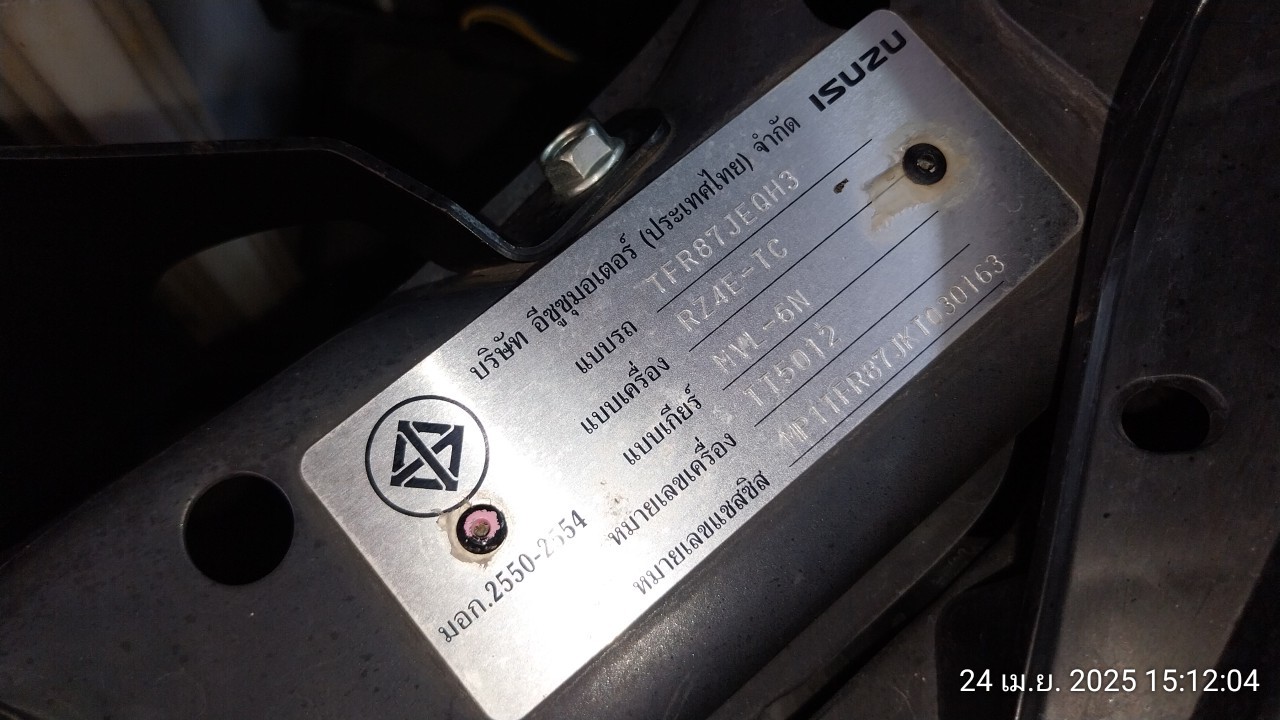 ISUZU
บริษัท อีซูซุมอเตอร์ (ประเทศไทย) จำกัด
แบบรถ TFR87JEQH3
แบบเครื่อง RZ4E-TC
แบบเกียร์ MVL-6N
หมายเลขเครื่อง TT5012
หมายเลขแชสซิส MP1TFR87JKT030163
มอก.2550-2554
24 เม.ย. 2025 15:12:04